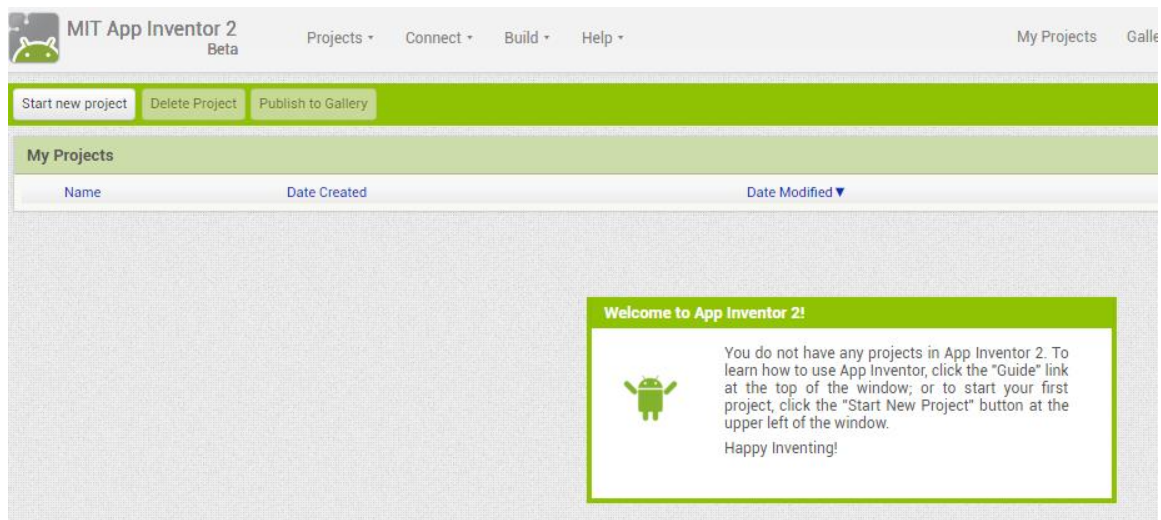 MIT App Inventor 2
Beta
Projects Connect Build Help My Projects Galle
Start new project Delete Project Publish to Gallery
My Projects
Name Date Created Date Modified▼
Welcome to App Inventor 2!
You do not have any projects in App Inventor 2. To
learn how to use App Inventor, click the "Guide" link
at the top of the window; or to start your first
project, click the "Start New Project" button at the
upper left of the window.
Happy Inventing!